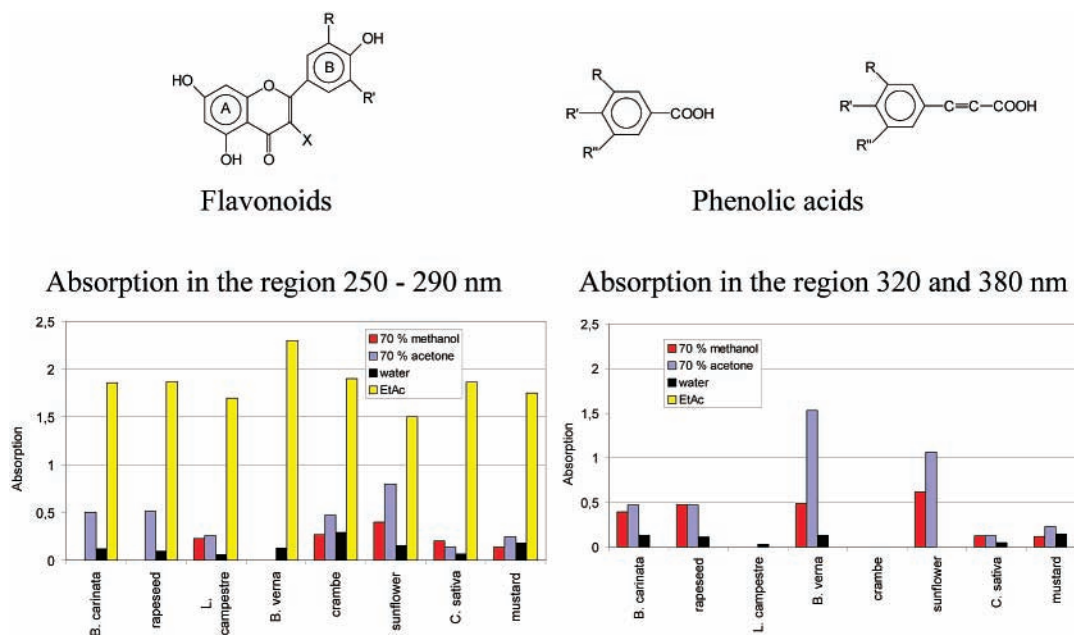 R
OH
B
HO
O
A
R'
X
OH
O
Flavonoids
R
R'
COOH
R"
R
R'
C=C-COOH
R"
Phenolic acids
Absorption in the region 250 - 290 nm
2,5
2
1,5
1
0,5
0
Absorption
70 % methanol
70 % acetone
water
EtAc
B. carinata
rapeseed
L.
campestre
B. verna
crambe
sunflower
C. sativa
mustard
Absorption in the region 320 and 380 nm
2,5
2
1,5
1
0,5
0
Absorption
70 % methanol
70 % acetone
water
EtAc
B. carinata
rapeseed
L. campestre
B. verna
crambe
sunflower
C. sativa
mustard